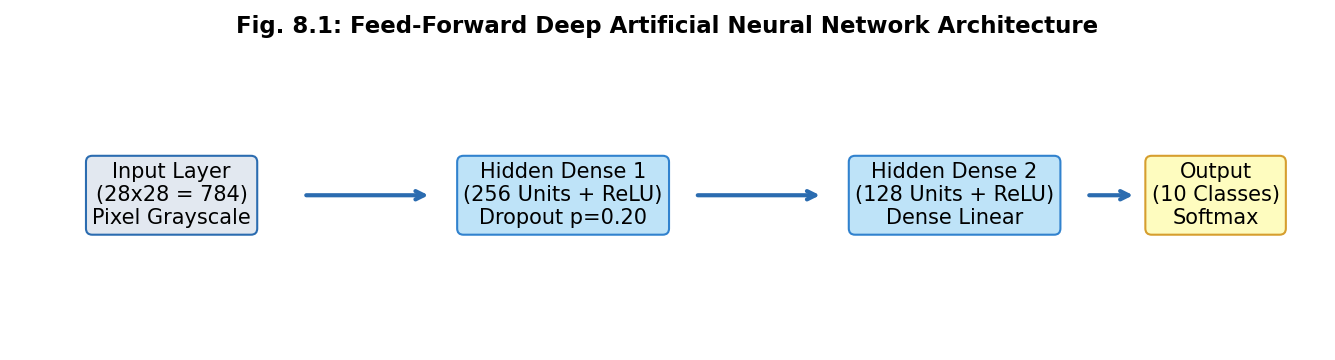 Fig. 8.1: Feed-Forward Deep Artificial Neural Network Architecture
Input Layer
(28x28 = 784)
Pixel Grayscale
Hidden Dense 1
(256 Units + ReLU)
Dropout p=0.20
Hidden Dense 2
(128 Units + ReLU)
Dense Linear
Output
(10 Classes)
Softmax